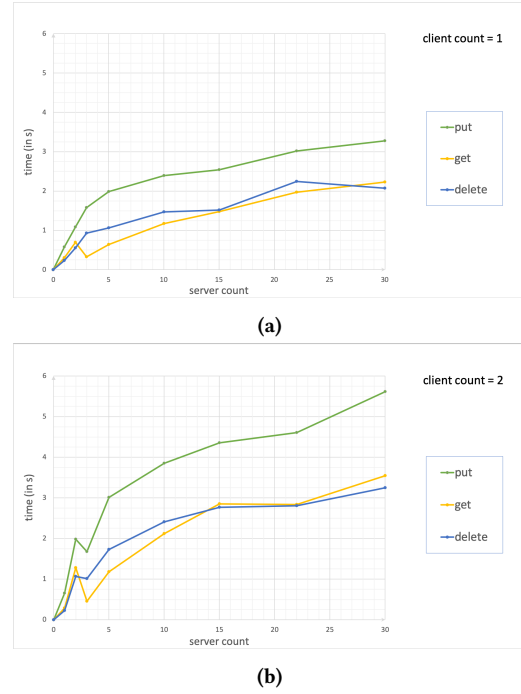 client count = 1
6
5
4
3
2
1
0
time (in s)
0
5
10
15
20
25
30
server count
put
get
delete
(a)
client count = 2
6
5
4
3
2
1
0
time (in s)
0
5
10
15
20
25
30
server count
put
get
delete
(b)